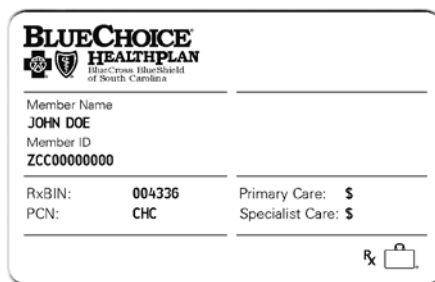 BLUECHOICE®
HEALTHPLAN
BlueCross BlueShield
of South Carolina
Member Name
JOHN DOE
Member ID
ZCC00000000
RxBIN: 004336
PCN: CHC
Primary Care: $
Specialist Care: $
Rx